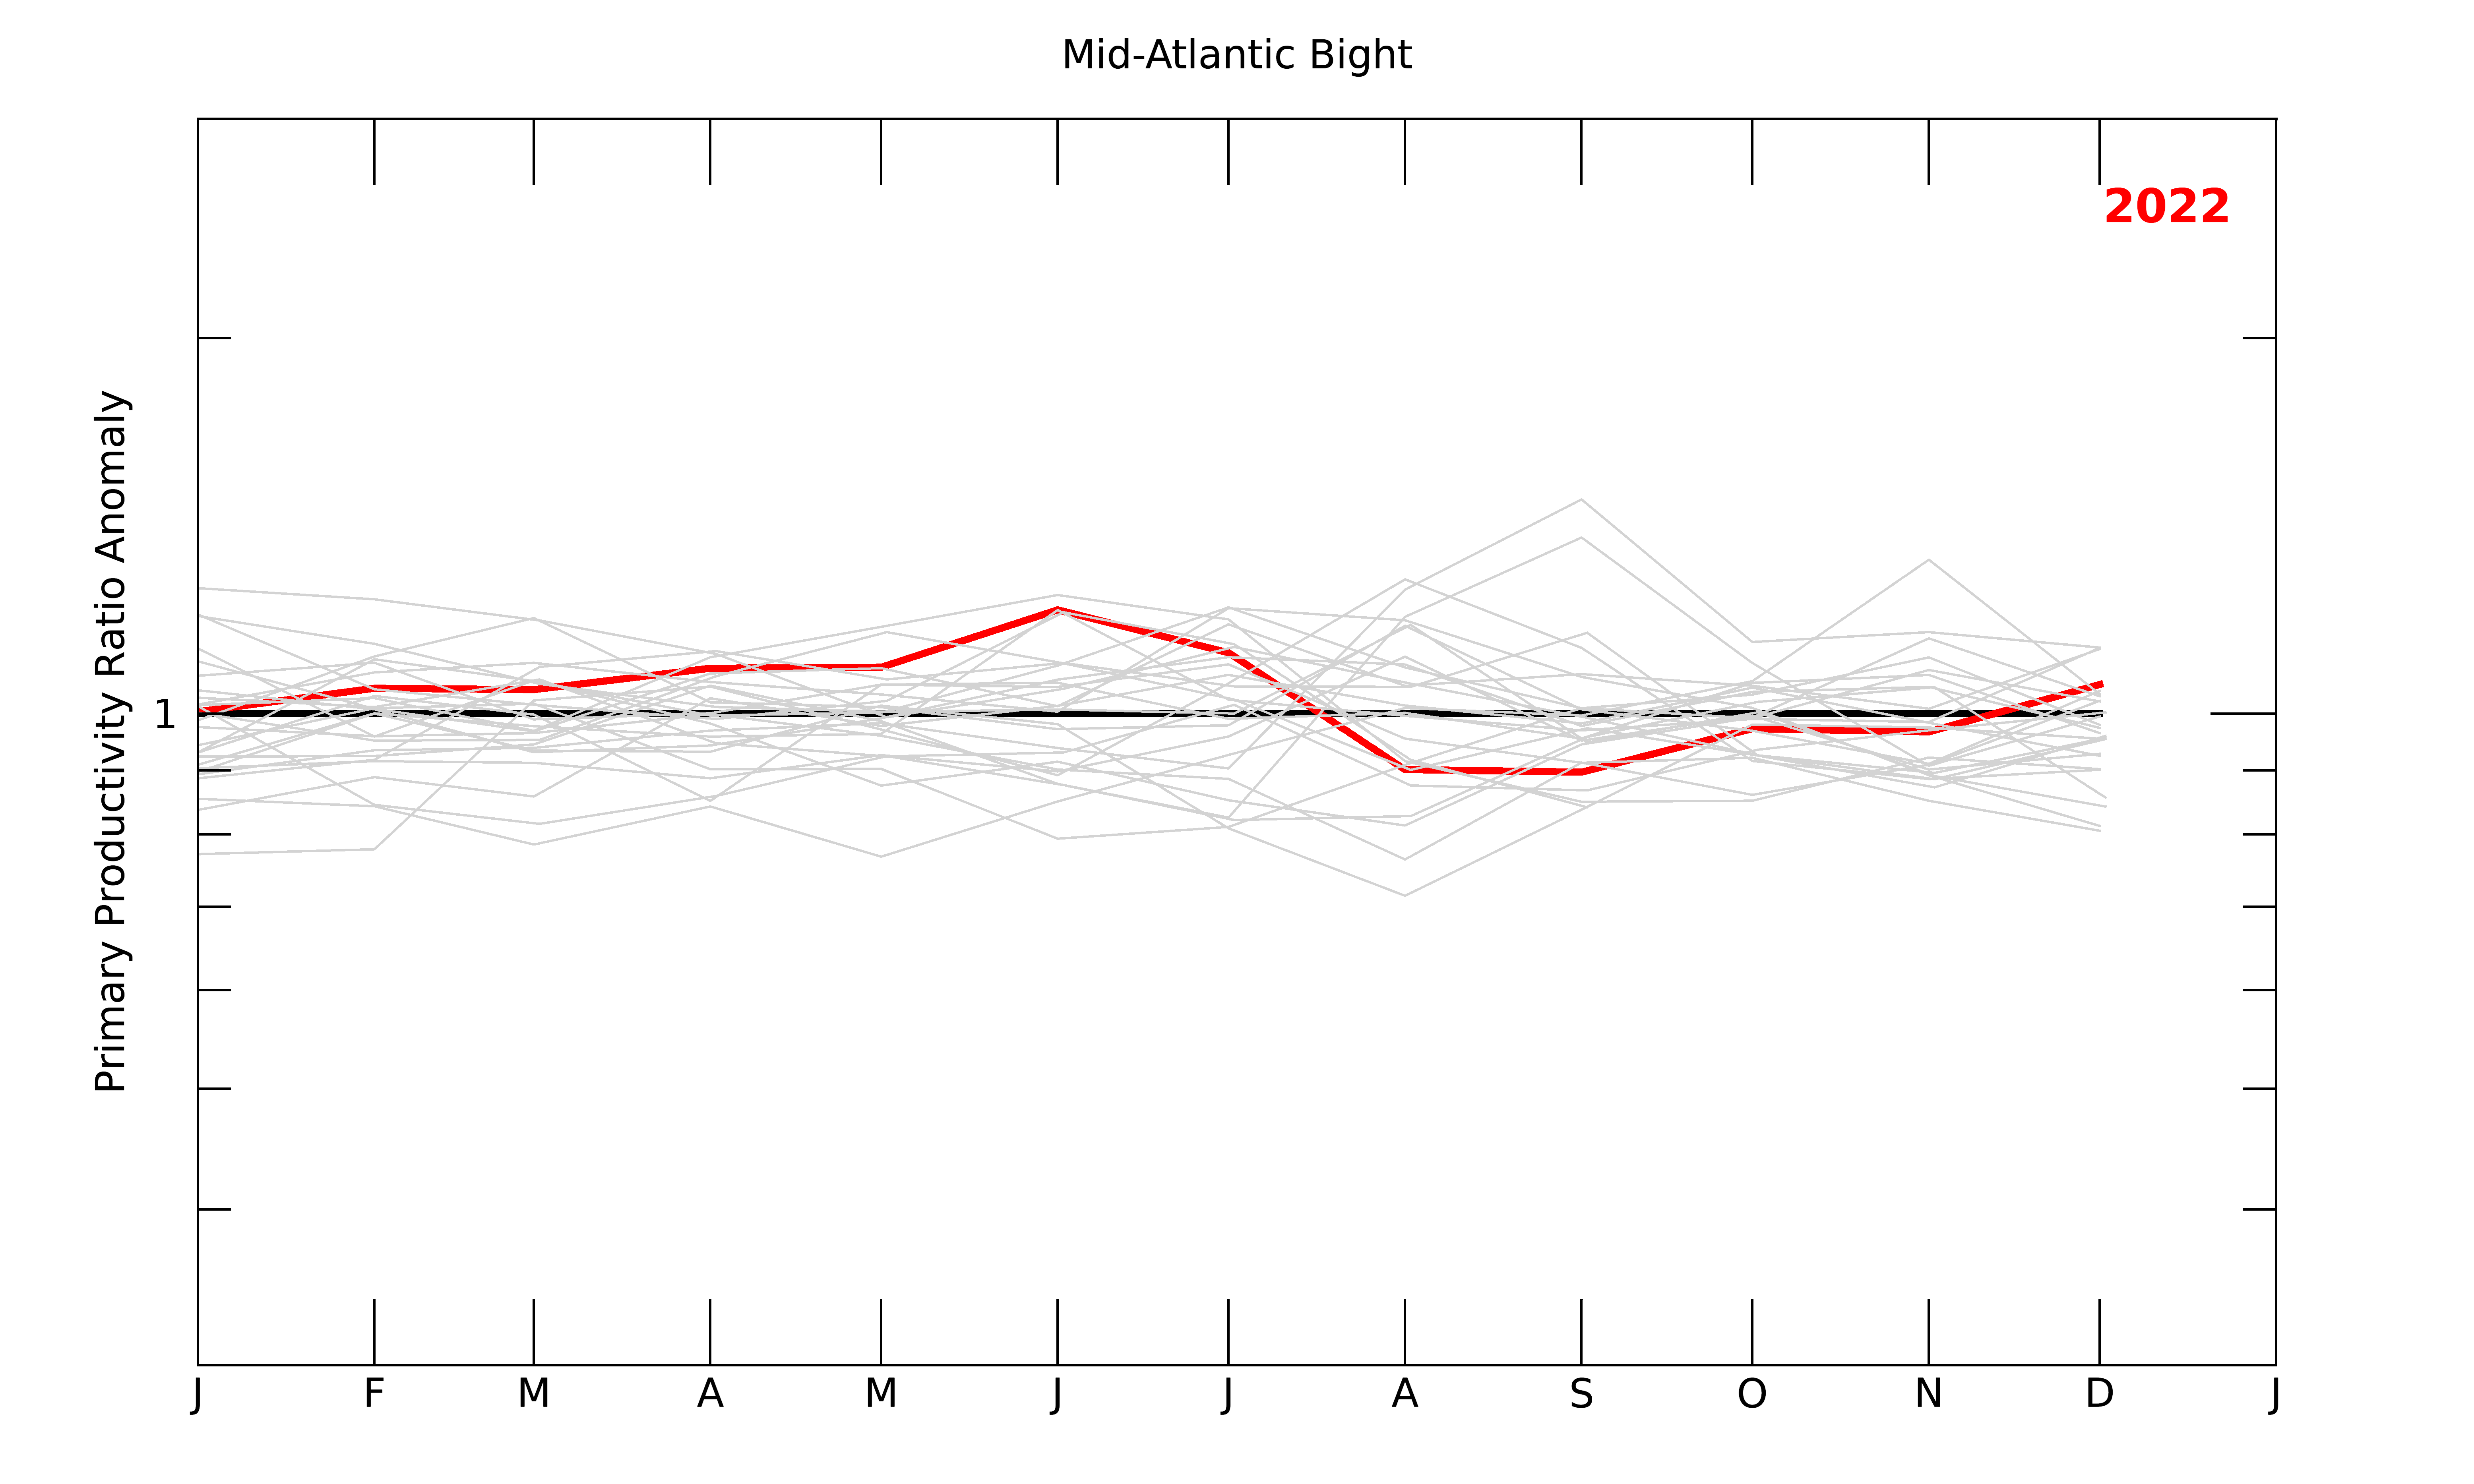 Mid-Atlantic Bight
2022
Primary Productivity Ratio Anomaly
1
J F M A M J J A S O N D J